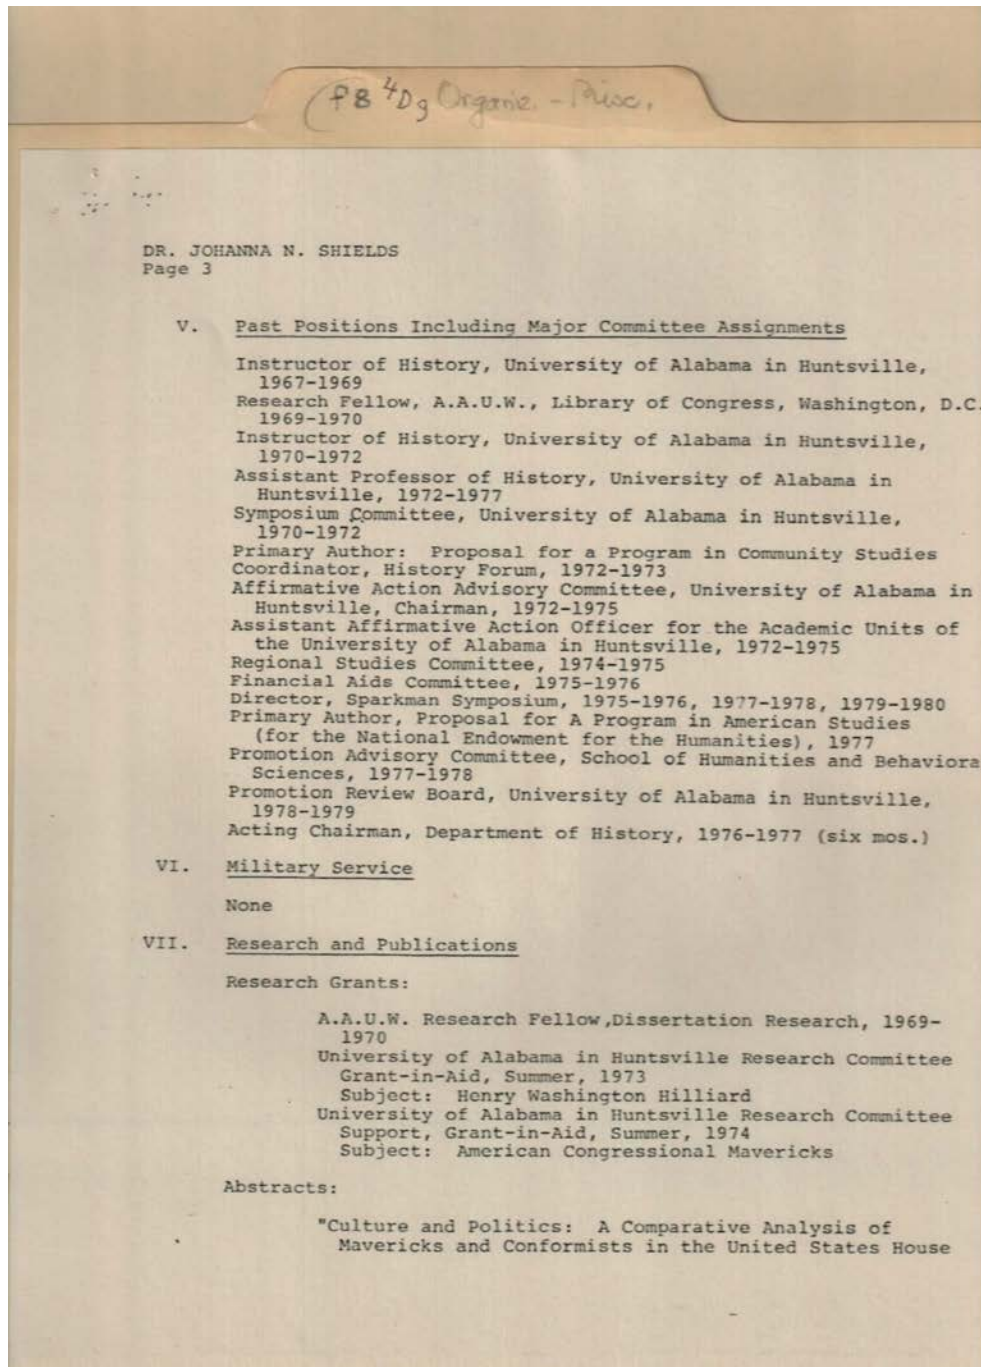 f8 4Dg Organiz. - Misc.
DR. JOHANNA N. SHIELDS
Page 3
V. Past Positions Including Major Committee Assignments
Instructor of History, University of Alabama in Huntsville,
1967-1969
Research Fellow, A.A.U.W., Library of Congress, Washington, D.C.
1969-1970
Instructor of History, University of Alabama in Huntsville,
1970-1972
Assistant Professor of History, University of Alabama in
Huntsville, 1972-1977
Symposium Committee, University of Alabama in Huntsville,
1970-1972
Primary Author: Proposal for a Program in Community Studies
Coordinator, History Forum, 1972-1973
Affirmative Action Advisory Committee, University of Alabama in
Huntsville, Chairman, 1972-1975
Assistant Affirmative Action Officer for the Academic Units of
the University of Alabama in Huntsville, 1972-1975
Regional Studies Committee, 1974-1975
Financial Aids Committee, 1975-1976
Director, Sparkman Symposium, 1975-1976, 1977-1978, 1979-1980
Primary Author, Proposal for A Program in American Studies
(for the National Endowment for the Humanities), 1977
Promotion Advisory Committee, School of Humanities and Behaviora
Sciences, 1977-1978
Promotion Review Board, University of Alabama in Huntsville,
1978-1979
Acting Chairman, Department of History, 1976-1977 (six mos.)
VI. Military Service
None
VII. Research and Publications
Research Grants:
A.A.U.W. Research Fellow,Dissertation Research, 1969-
1970
University of Alabama in Huntsville Research Committee
Grant-in-Aid, Summer, 1973
Subject: Henry Washington Hilliard
University of Alabama in Huntsville Research Committee
Support, Grant-in-Aid, Summer, 1974
Subject: American Congressional Mavericks
Abstracts:
"Culture and Politics: A Comparative Analysis of
Mavericks and Conformists in the United States House